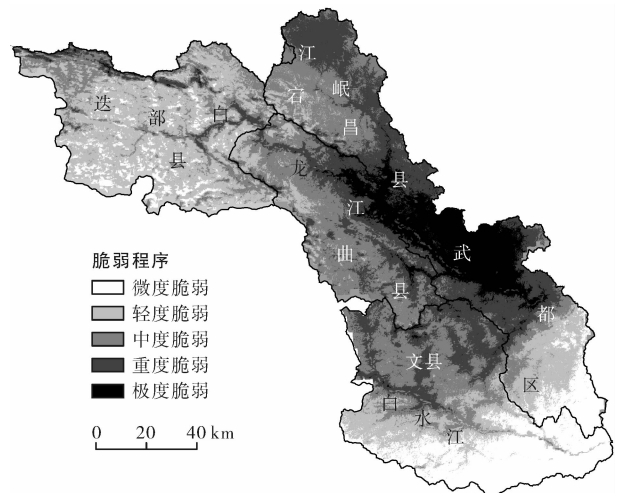 江
宕
岷
昌
县
迭
部
县
白
龙
江
武
曲
县
都
区
文县
白
水
江
脆弱程序
微度脆弱
轻度脆弱
中度脆弱
重度脆弱
极度脆弱
0 20 40 km